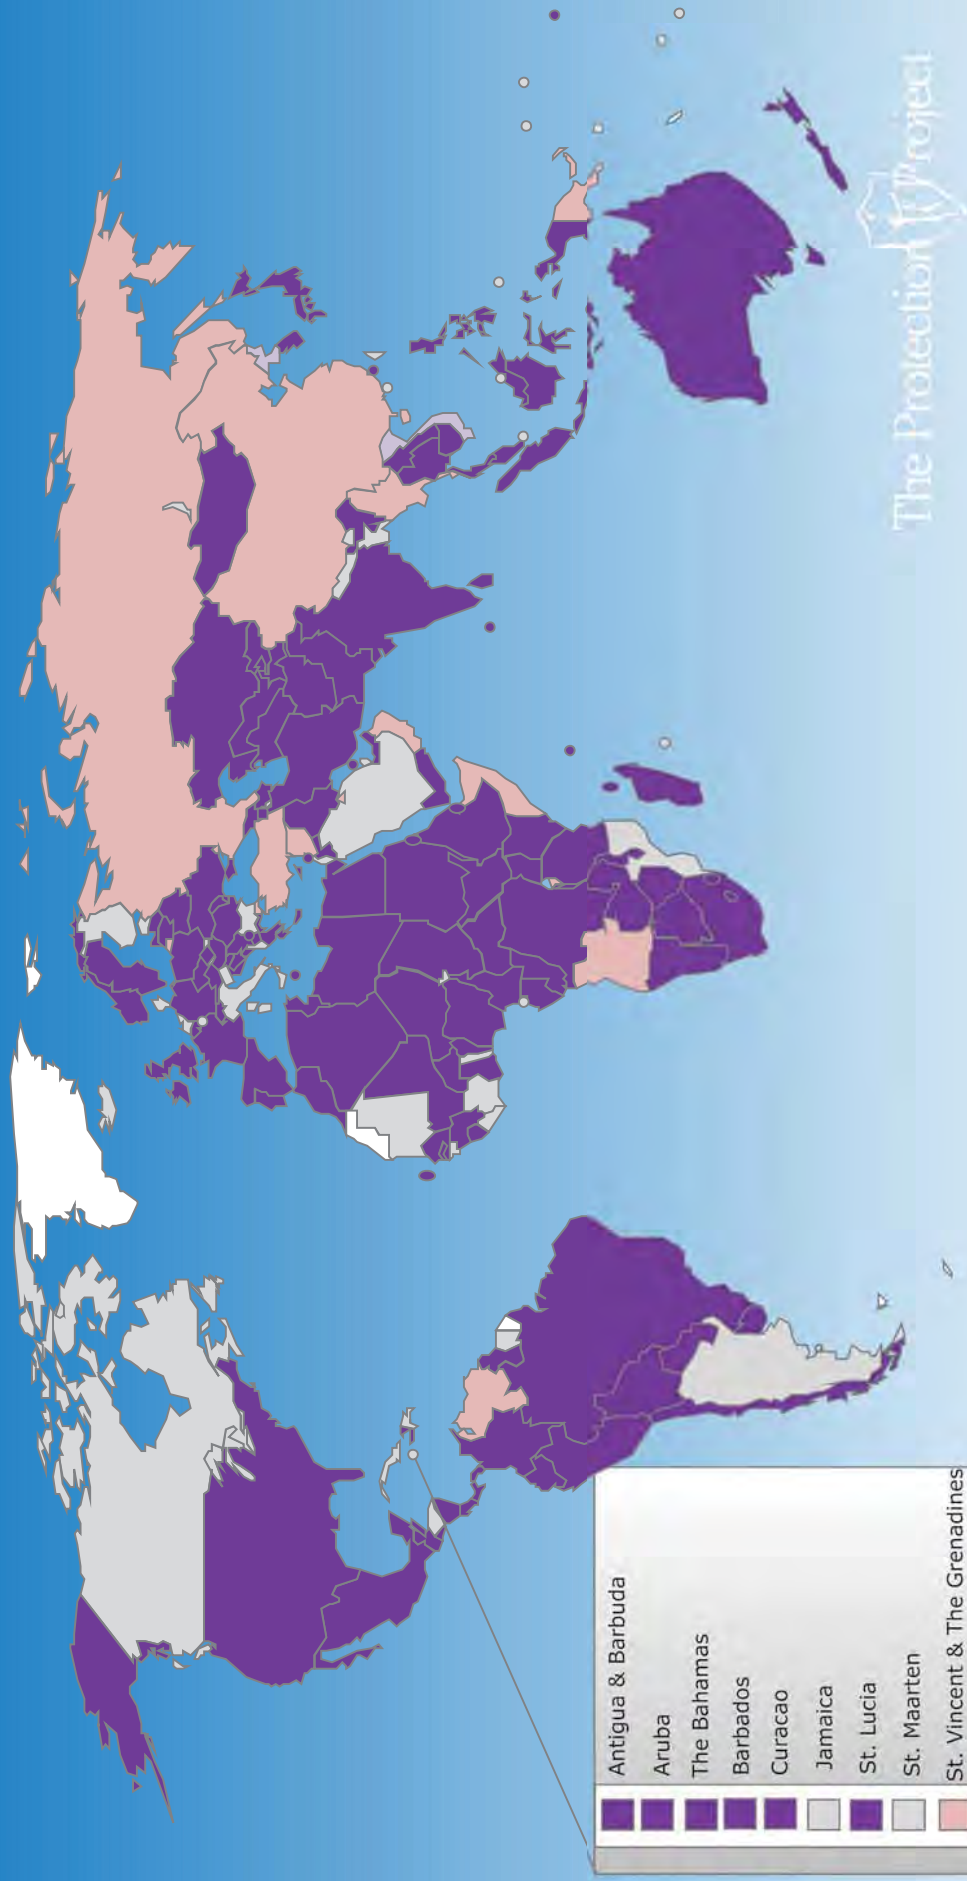 The Protection Project
Antigua & Barbuda
Aruba
The Bahamas
Barbados
Curacao
Jamaica
St. Lucia
St. Maarten
St. Vincent & The Grenadines